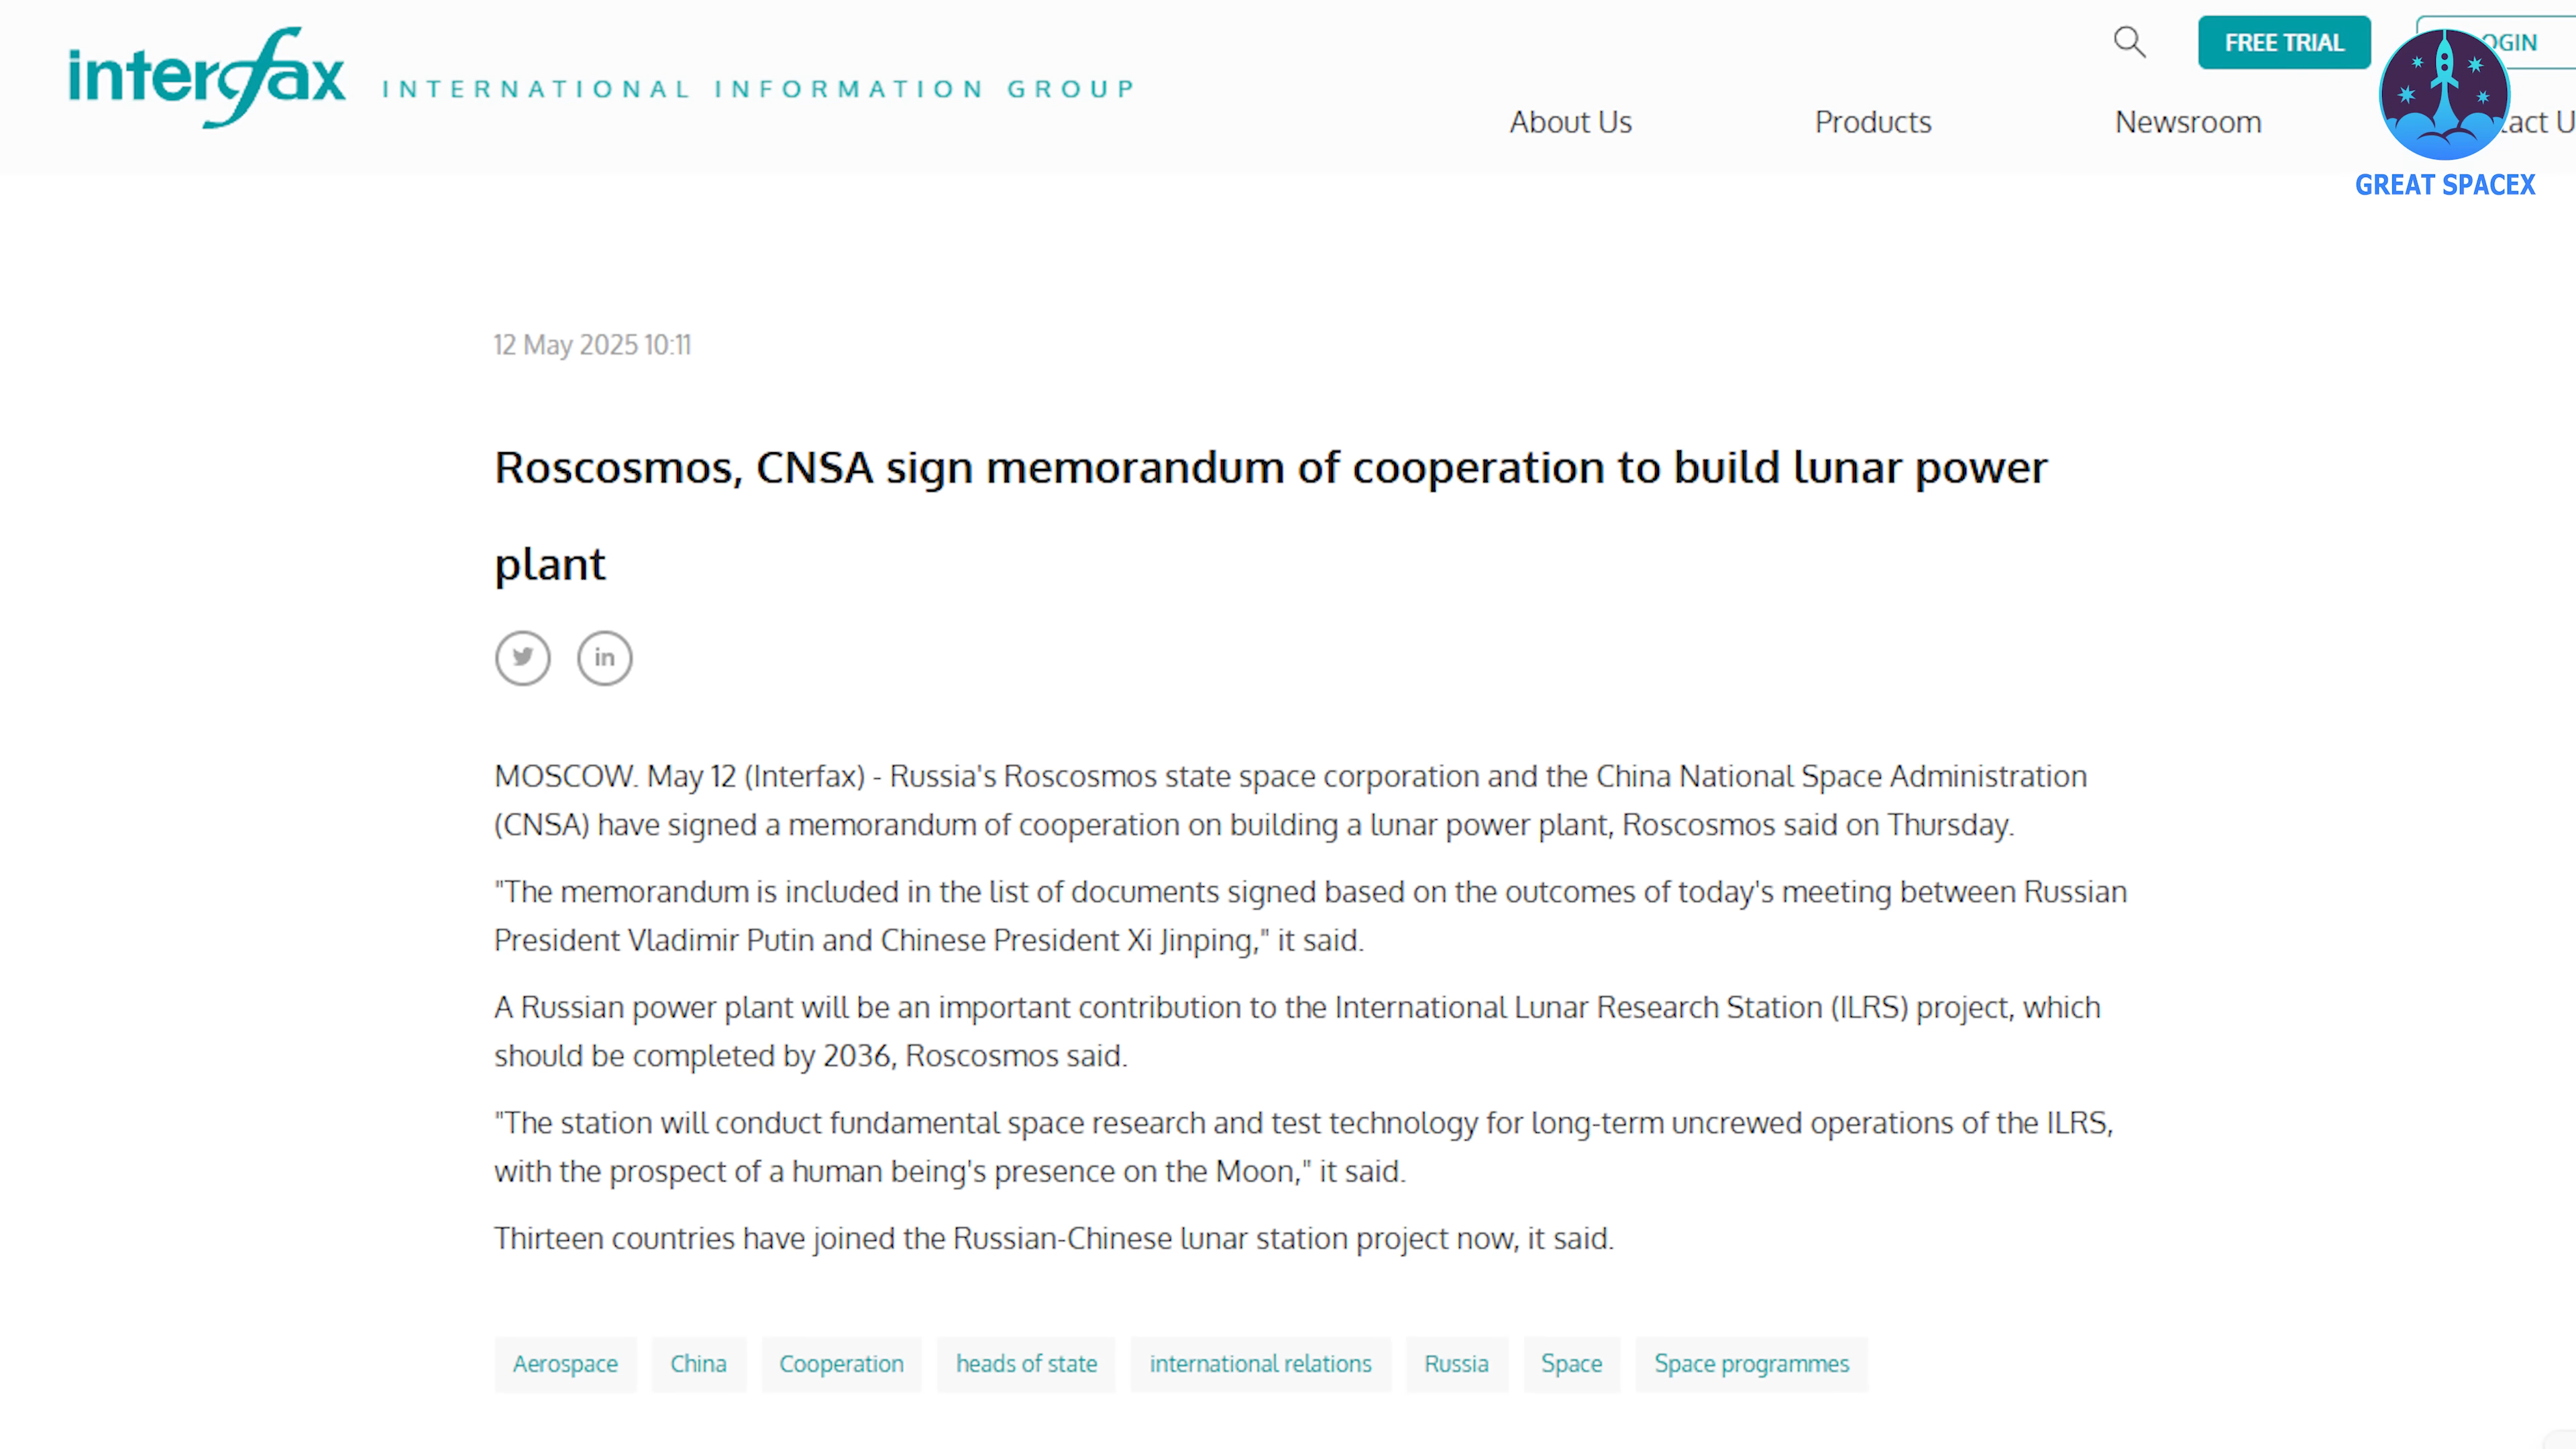 interfax INTERNATIONAL INFORMATION GROUP
FREE TRIAL
About Us Products Newsroom
GREAT SPACEX
12 May 2025 10:11
Roscosmos, CNSA sign memorandum of cooperation to build lunar power
plant
in
MOSCOW. May 12 (Interfax) - Russia's Roscosmos state space corporation and the China National Space Administration
(CNSA) have signed a memorandum of cooperation on building a lunar power plant, Roscosmos said on Thursday.
"The memorandum is included in the list of documents signed based on the outcomes of today's meeting between Russian
President Vladimir Putin and Chinese President Xi Jinping," it said.
A Russian power plant will be an important contribution to the International Lunar Research Station (ILRS) project, which
should be completed by 2036, Roscosmos said.
"The station will conduct fundamental space research and test technology for long-term uncrewed operations of the ILRS,
with the prospect of a human being's presence on the Moon," it said.
Thirteen countries have joined the Russian-Chinese lunar station project now, it said.
Aerospace China Cooperation heads of state international relations Russia Space Space programmes